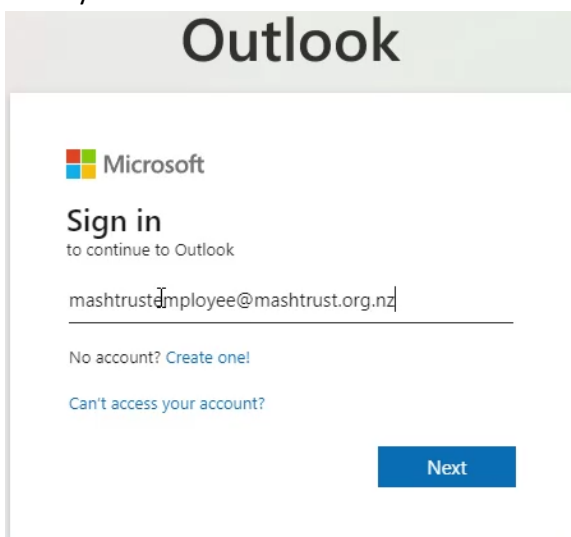 Outlook
Microsoft
Sign in
to continue to Outlook
mashtrustemployee@mashtrust.org.nz
No account? Create one!
Can't access your account?
Next